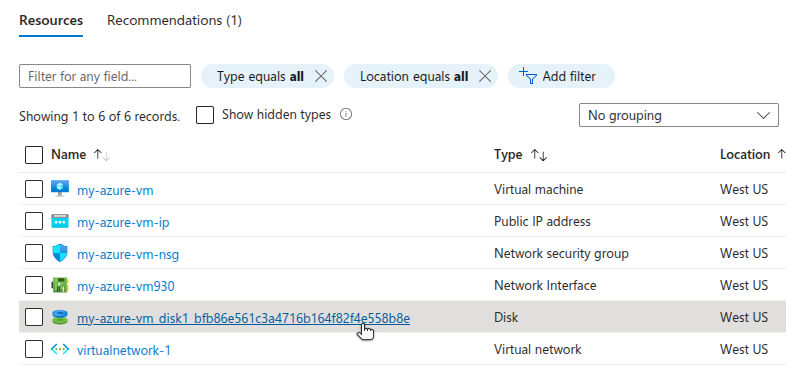 Resources Recommendations (1)
Filter for any field... Type equals all Location equals all Add filter
Showing 1 to 6 of 6 records. Show hidden types No grouping
Name Type Location
my-azure-vm Virtual machine West US
my-azure-vm-ip Public IP address West US
my-azure-vm-nsg Network security group West US
my-azure-vm930 Network Interface West US
my-azure-vm_disk1_bfb86e561c3a4716b164f82f4e558b8e Disk West US
virtualnetwork-1 Virtual network West US